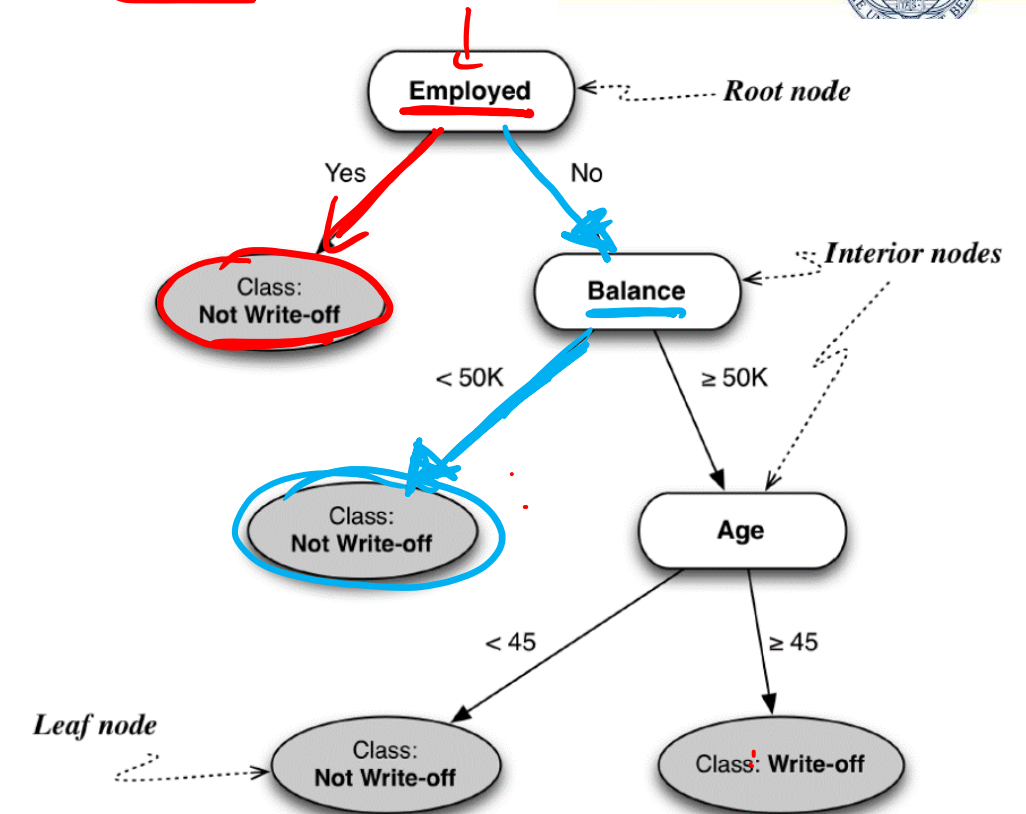 Employed
Root node
Yes
No
Class:
Not Write-off
Balance
Interior nodes
< 50K
≥ 50K
Class:
Not Write-off
Age
< 45
≥ 45
Leaf node
Class:
Not Write-off
Class: Write-off